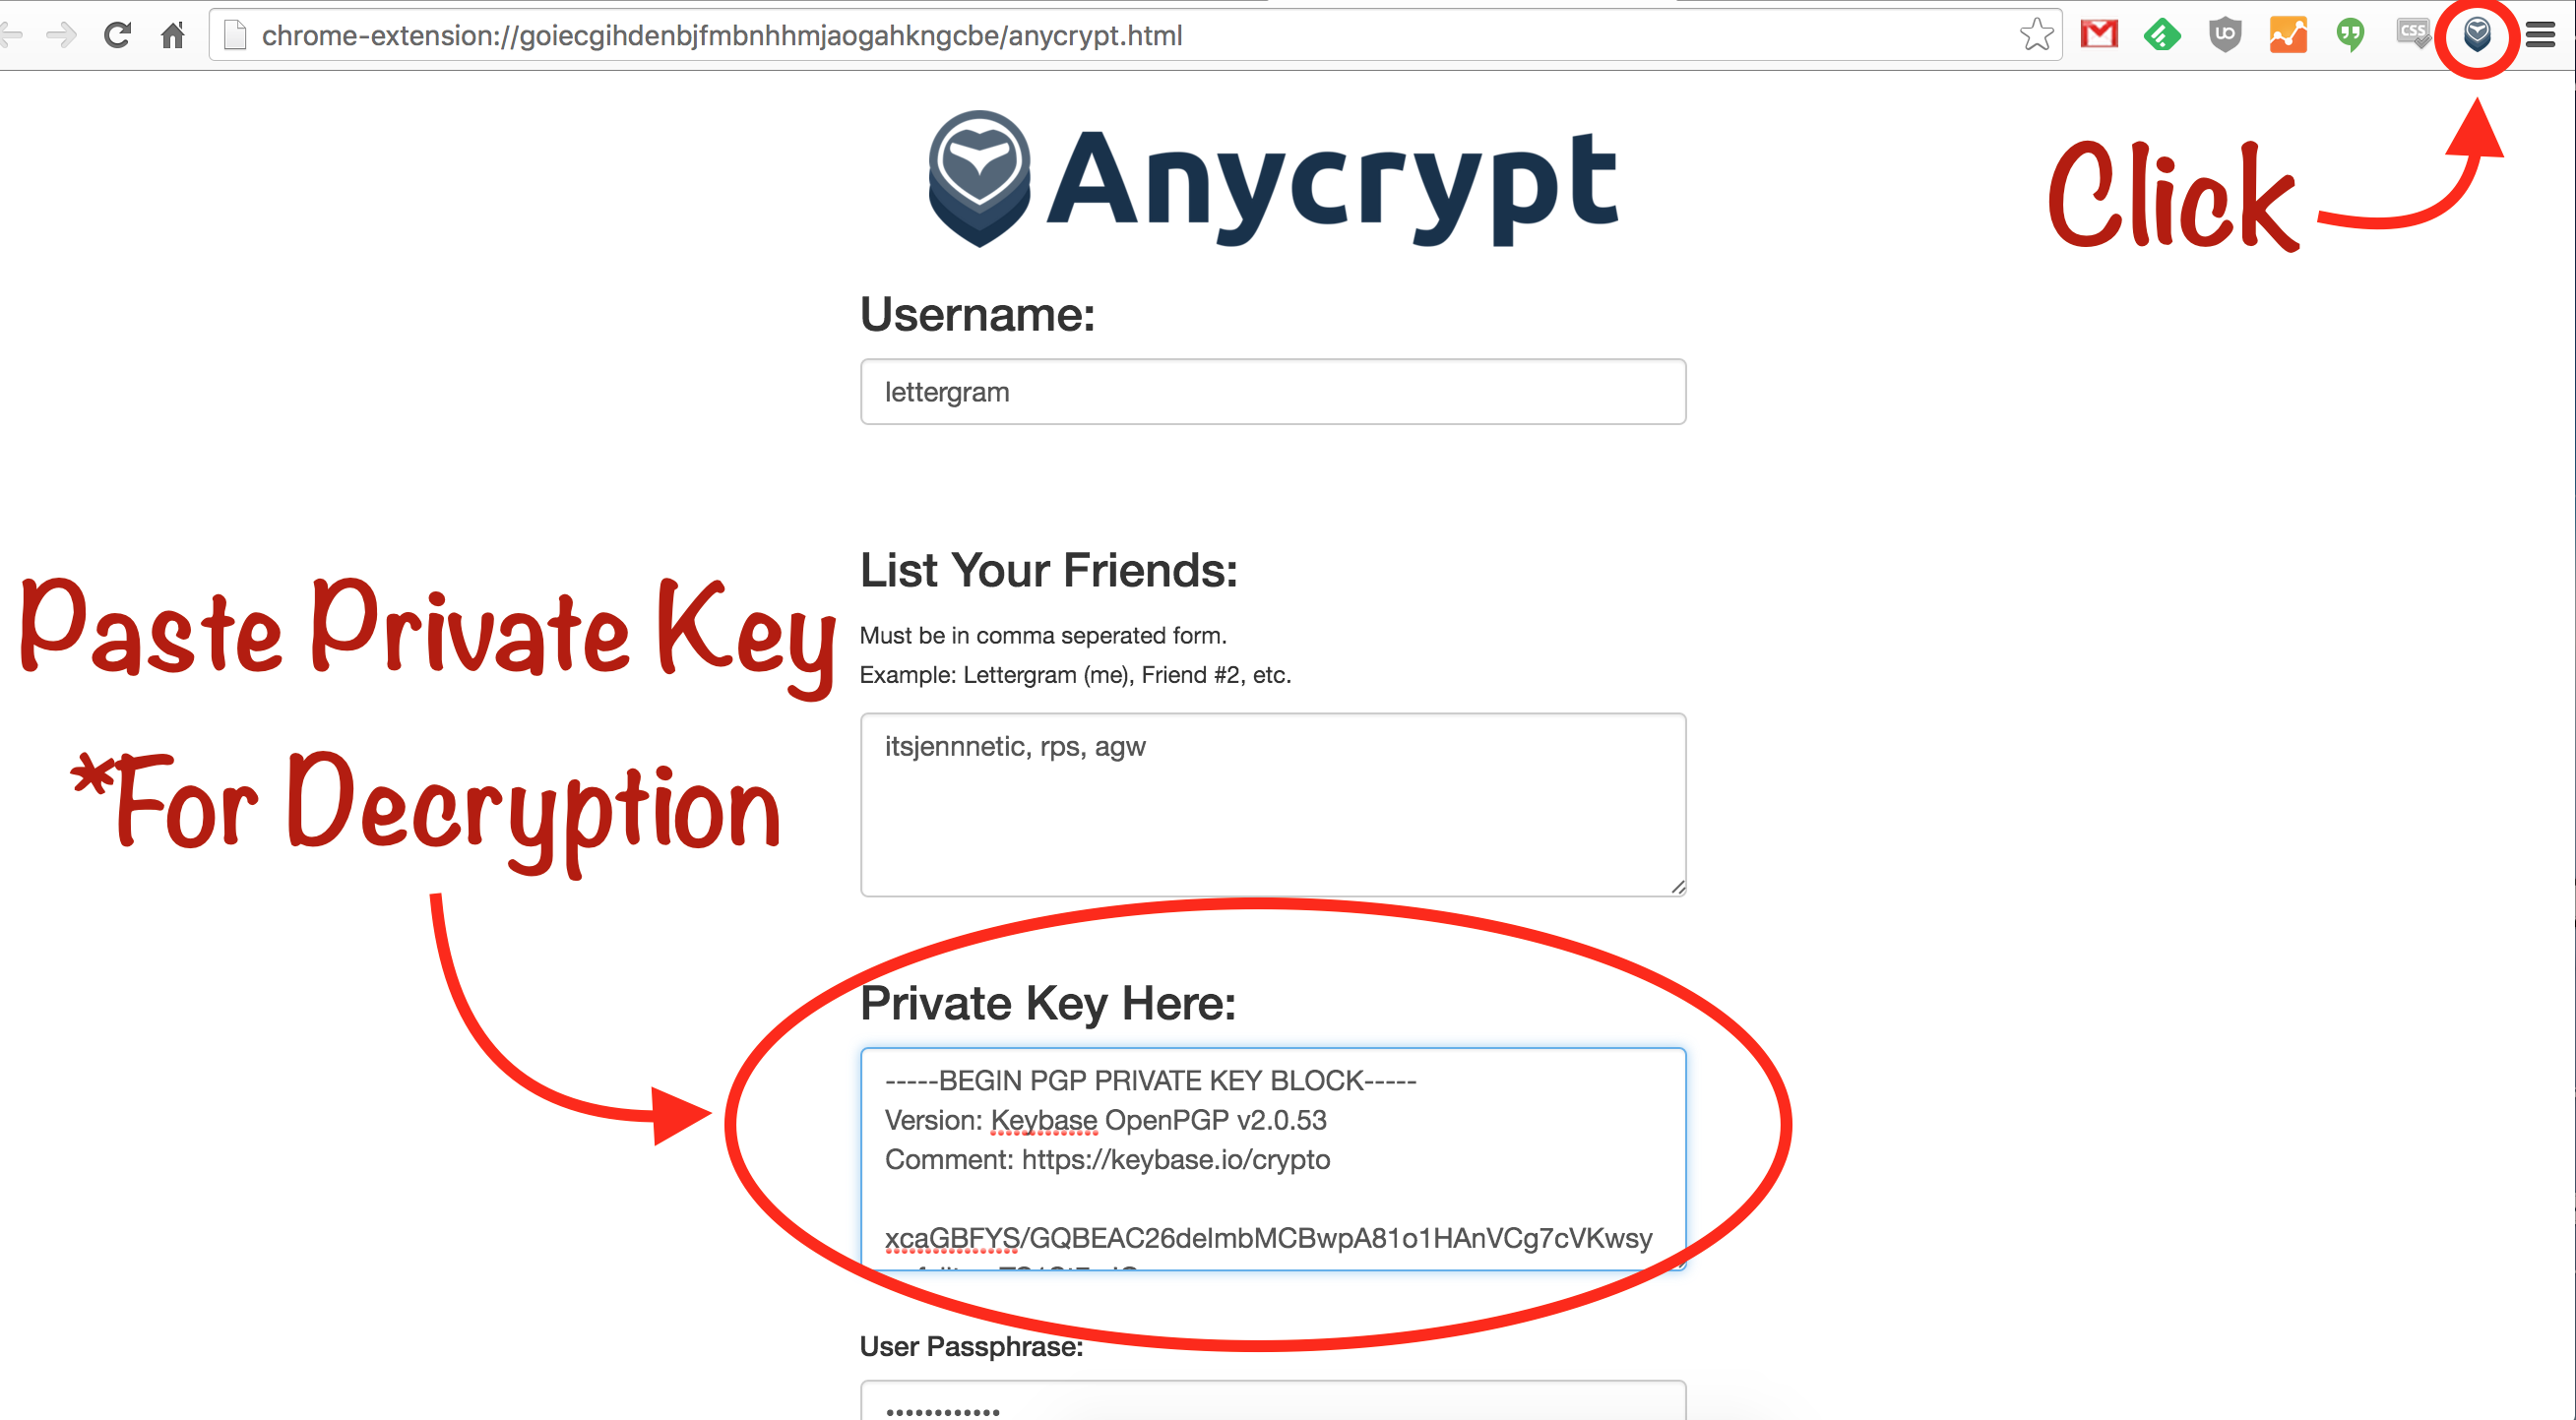 chrome-extension://goiecgihdenbjfmbnhhmjaogahkngcbe/anycrypt.html
CSS
Anycrypt
Click
Username:
lettergram
List Your Friends:
Must be in comma seperated form.
Example: Lettergram (me), Friend #2, etc.
Paste Private Key
*For Decryption
itsjennnetic, rps, agw
Private Key Here:
-----BEGIN PGP PRIVATE KEY BLOCK-----
Version: Keybase OpenPGP v2.0.53
Comment: https://keybase.io/crypto
xcaGBFYS/GQBEAC26delmbMCBwpA81o1HAnVCg7cVKwsy
User Passphrase: